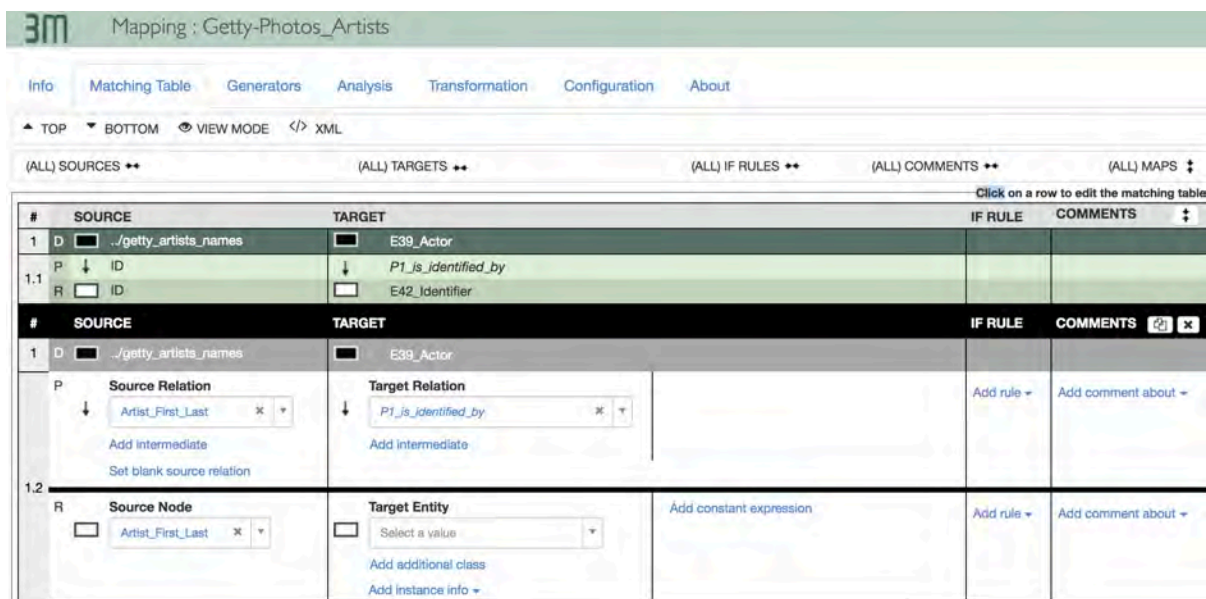 3M Mapping : Getty-Photos_Artists
Info Matching Table Generators Analysis Transformation Configuration About
TOP BOTTOM VIEW MODE </> XML
(ALL) SOURCES (ALL) TARGETS (ALL) IF RULES (ALL) COMMENTS (ALL) MAPS
Click on a row to edit the matching table
# SOURCE TARGET IF RULE COMMENTS
1 D ../getty_artists_names E39_Actor
1.1 P ID P1_is_identified_by
R ID E42_Identifier
# SOURCE TARGET IF RULE COMMENTS
1 D ../getty_artists_names E39_Actor
P Source Relation Target Relation
Artist_First_Last P1_is_identified_by Add rule Add comment about
Add intermediate Add intermediate
Set blank source relation
1.2
R Source Node Target Entity Add constant expression
Artist_First_Last Select a value Add rule Add comment about
Add additional class
Add instance info